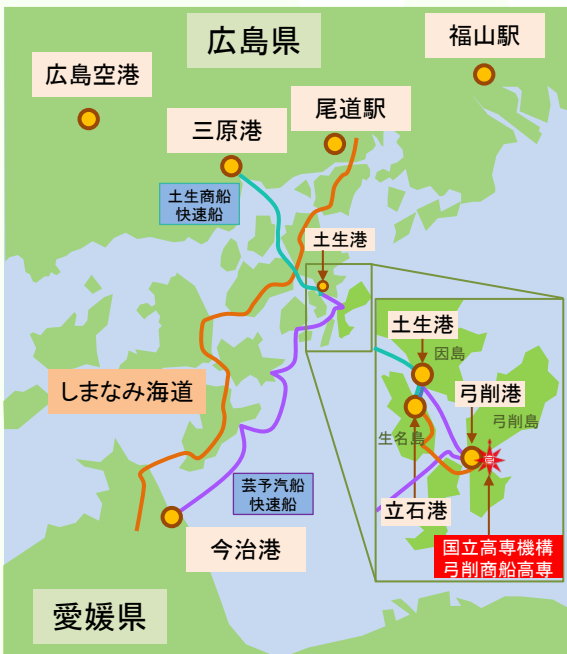 広島県
福山駅
広島空港
尾道駅
三原港
土生商船
快速船
土生港
土生港
因島
弓削港
弓削島
しまなみ海道
生名島
芸予汽船
快速船
立石港
今治港
国立高専機構
弓削商船高専
愛媛県